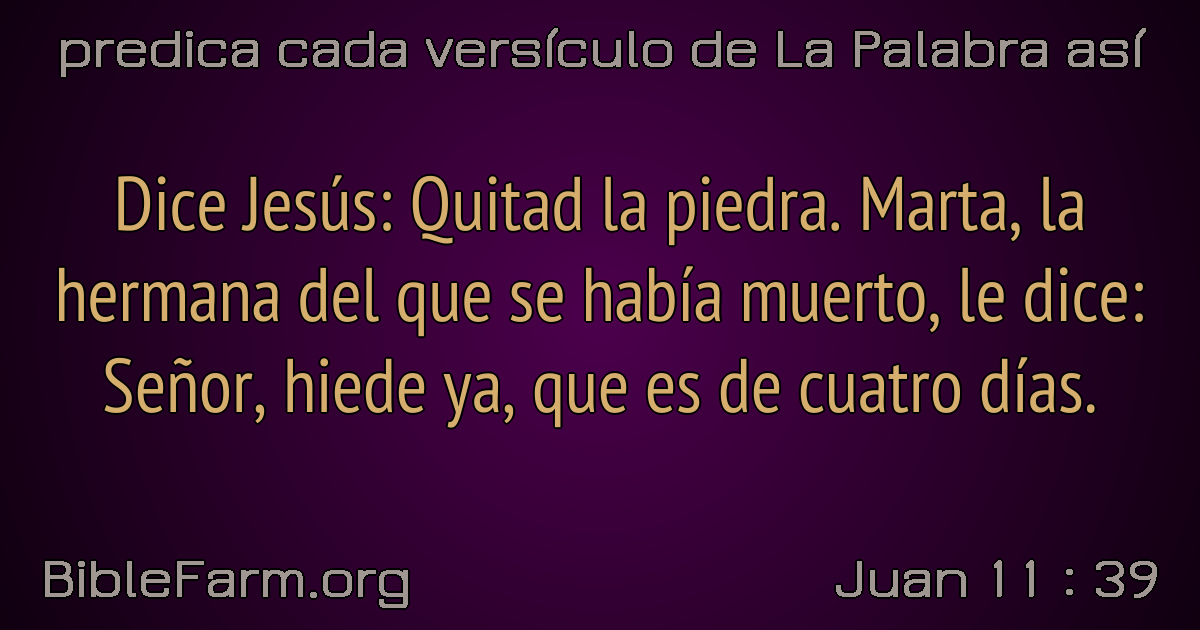 predica cada versículo de La Palabra así
Dice Jesús: Quitad la piedra. Marta, la
hermana del que se había muerto, le dice:
Señor, hiede ya, que es de cuatro días.
BibleFarm.org
Juan 11 : 39